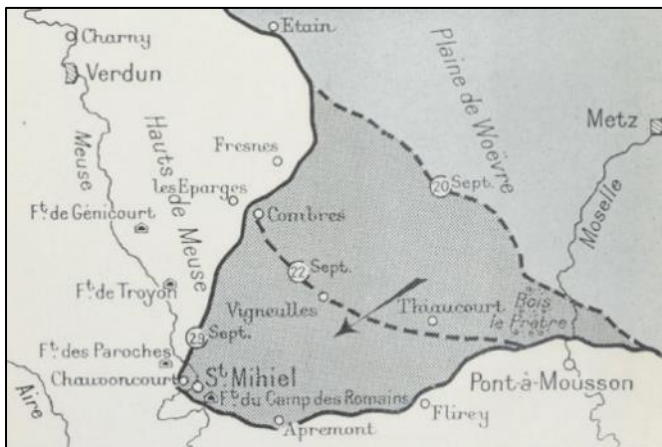 Etain
Charny
Verdun
Plaine de Woëvre
Metz
Meuse
Hauts de Meuse
Fresnes
les Eparges
20 Sept.
Moselle
Combres
Ft. de Génicourt
22 Sept.
Ft. de Troyon
Vigneulles
Thiaucourt
Bois
le Prêtre
29 Sept.
Ft. des Paroches
Chauvoncourt
St. Mihiel
Pont-à-Mousson
Aire
Ft. du Camp des Romains
Flirey
Apremont